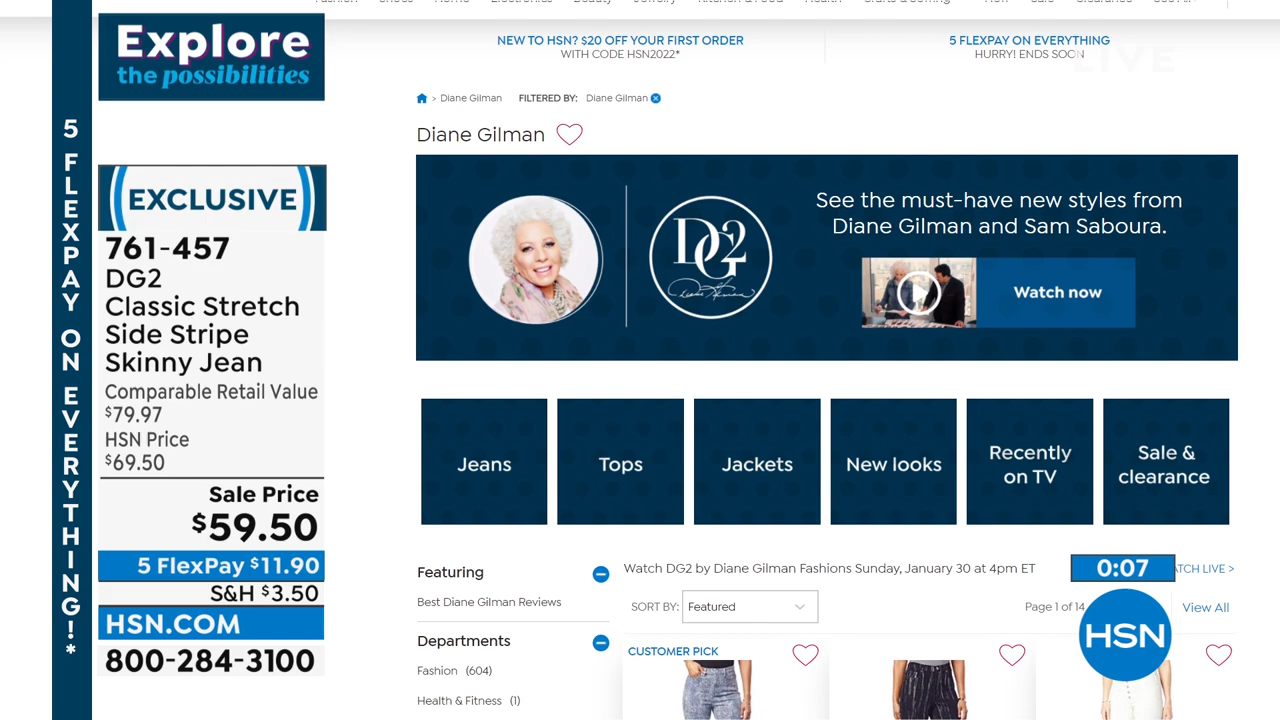 Explore
the possibilities
5 FLEXPAY ON EVERYTHING!*
EXCLUSIVE
761-457
DG2
Classic Stretch
Side Stripe
Skinny Jean
Comparable Retail Value
$79.97
HSN Price
$69.50
Sale Price
$59.50
5 FlexPay $11.90
S&H $3.50
HSN.COM
800-284-3100
NEW TO HSN? $20 OFF YOUR FIRST ORDER
WITH CODE HSN2022*
5 FLEXPAY ON EVERYTHING
HURRY! ENDS SOON
LIVE
> Diane Gilman FILTERED BY: Diane Gilman
Diane Gilman
DG2
Diane Gilman
See the must-have new styles from
Diane Gilman and Sam Saboura.
Watch now
Jeans
Tops
Jackets
New looks
Recently
on TV
Sale &
clearance
Featuring
Best Diane Gilman Reviews
Departments
Fashion (604)
Health & Fitness (1)
Watch DG2 by Diane Gilman Fashions Sunday, January 30 at 4pm ET
0:07
LIVE >
SORT BY: Featured
Page 1 of 14
View All
HSN
CUSTOMER PICK